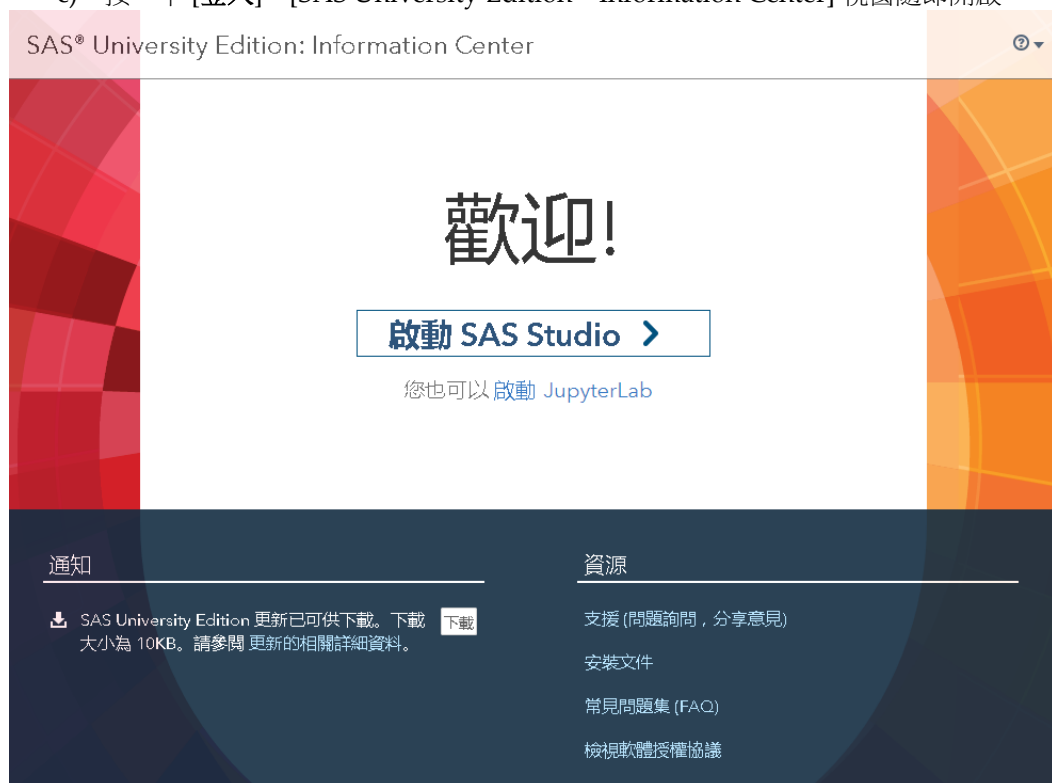 SAS® University Edition: Information Center
歡迎!
啟動 SAS Studio
您也可以 啟動 JupyterLab
通知
SAS University Edition 更新已可供下載。下載
大小為 10KB。請參閱 更新的相關詳細資料。
下載
資源
支援 (問題詢問，分享意見)
安裝文件
常見問題集 (FAQ)
檢視軟體授權協議